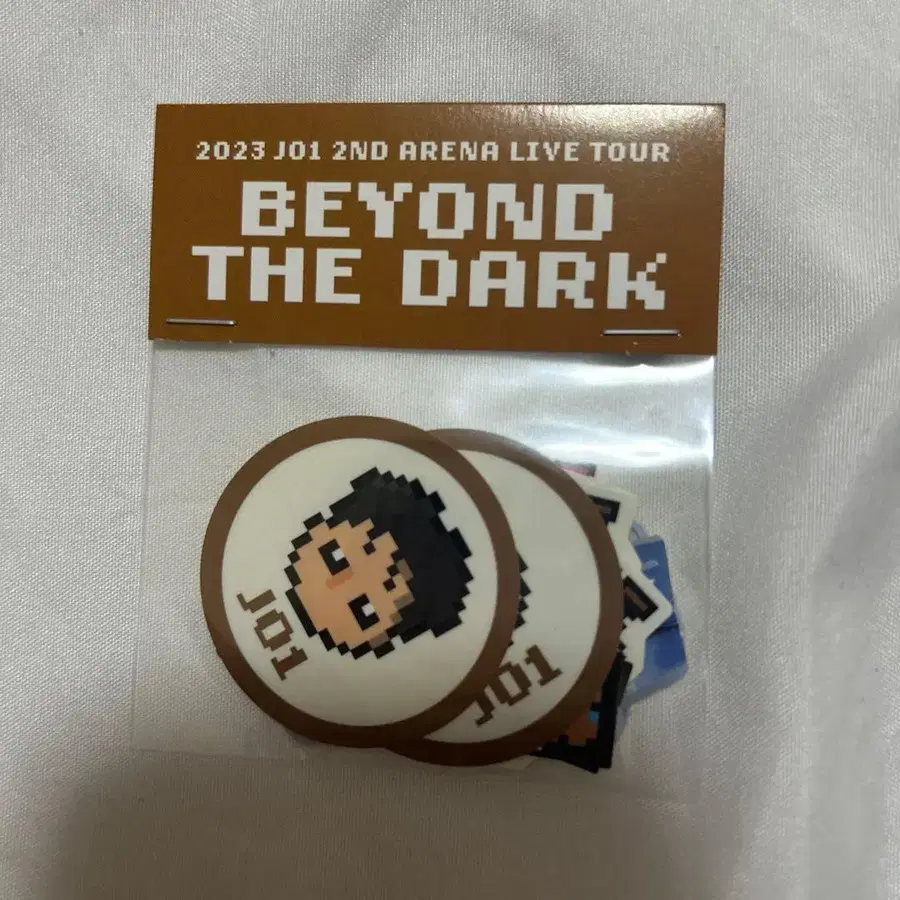 2023 JO1 2ND ARENA LIVE TOUR
BEYOND
THE DARK
JO1
JO1